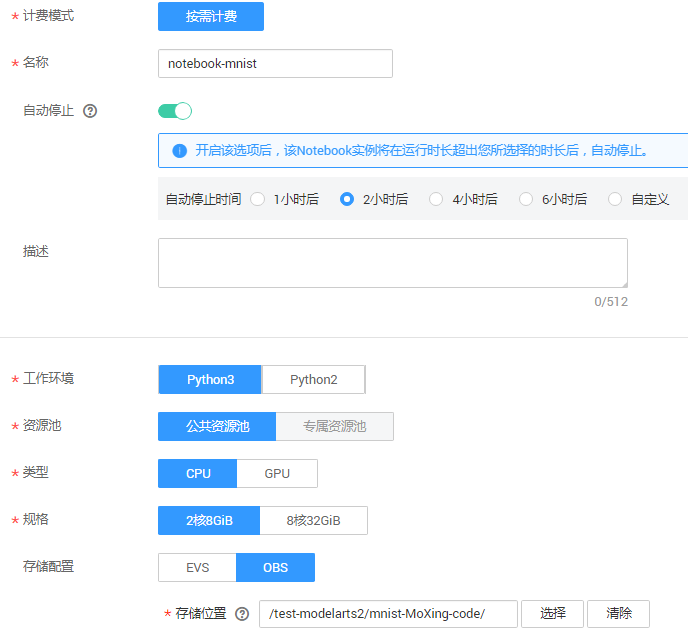 * 计费模式 按需计费
* 名称 notebook-mnist
自动停止 ?
开启该选项后，该Notebook实例将在运行时长超出您所选择的时长后，自动停止。
自动停止时间 1小时后 2小时后 4小时后 6小时后 自定义
描述
0/512
* 工作环境 Python3 Python2
* 资源池 公共资源池 专属资源池
* 类型 CPU GPU
* 规格 2核8GiB 8核32GiB
存储配置 EVS OBS
* 存储位置 ? /test-modelarts2/mnist-MoXing-code/ 选择 清除